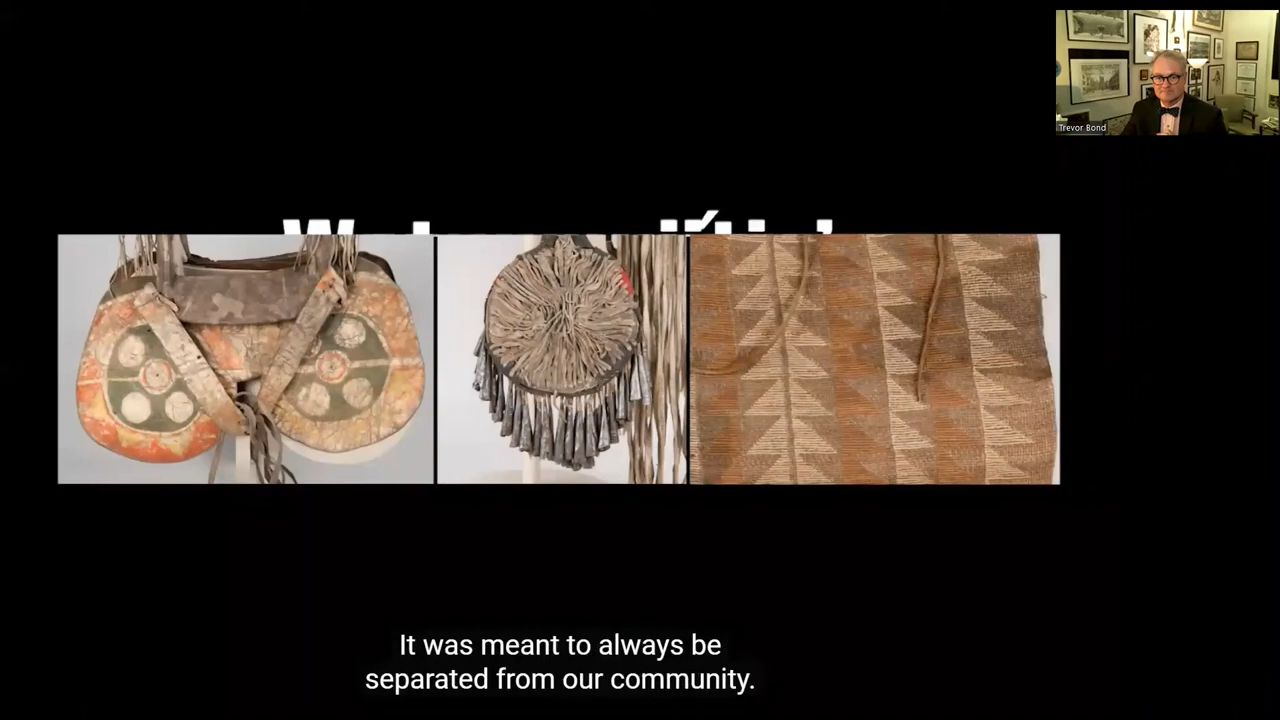 Trevor Bond
It was meant to always be
separated from our community.